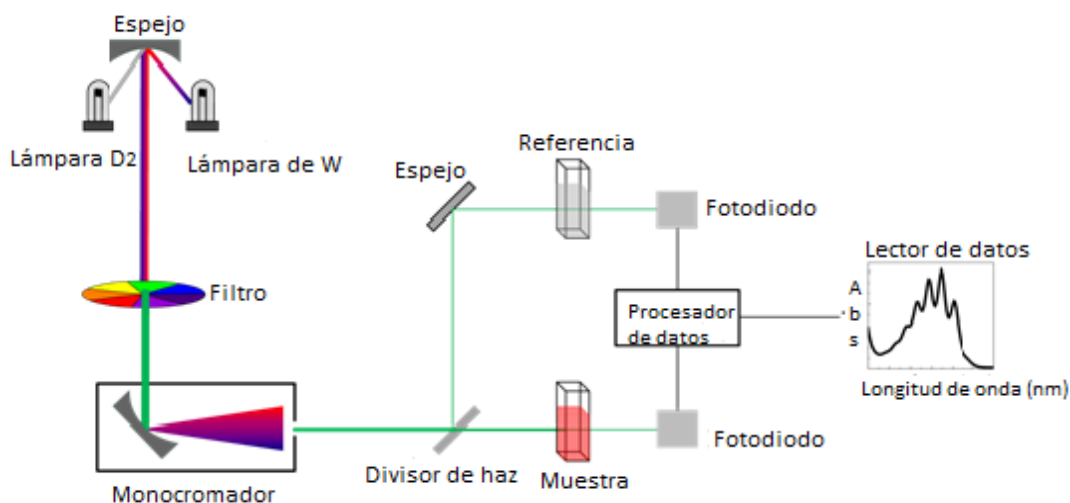 Espejo
Lámpara D2
Lámpara de W
Filtro
Monocromador
Divisor de haz
Espejo
Referencia
Muestra
Fotodiodo
Fotodiodo
Procesador
de datos
Lector de datos
A
b
s
Longitud de onda (nm)